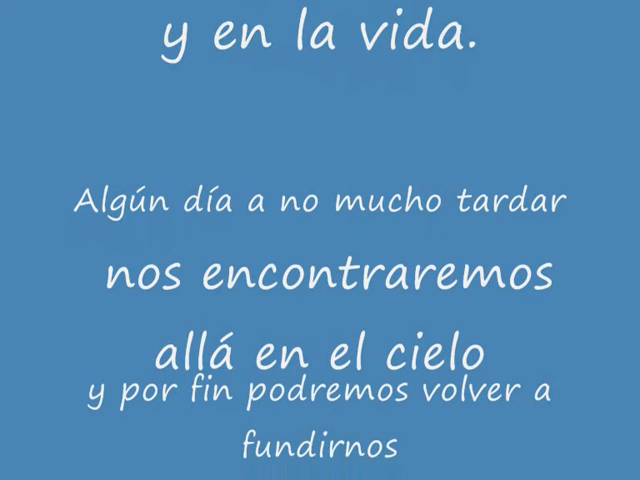 y en la vida.
Algún día a no mucho tardar
nos encontraremos
allá en el cielo
y por fin podremos volver a
fundirnos